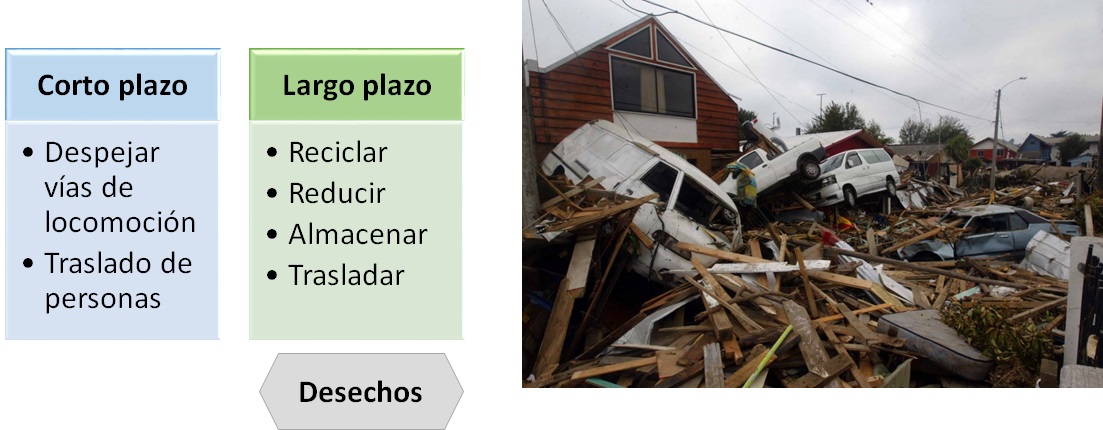 Corto plazo
• Despejar
vías de
locomoción
• Traslado de
personas
Largo plazo
• Reciclar
• Reducir
• Almacenar
• Trasladar
Desechos